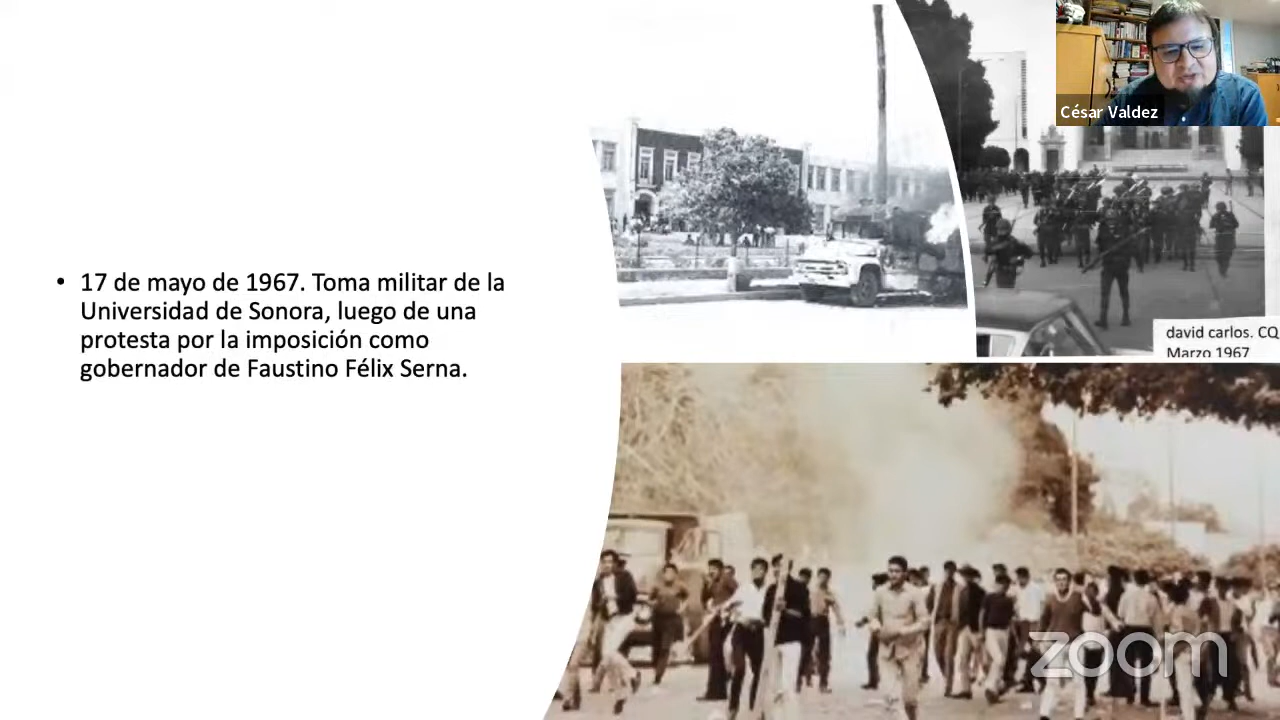 César Valdez
• 17 de mayo de 1967. Toma militar de la
Universidad de Sonora, luego de una
protesta por la imposición como
gobernador de Faustino Félix Serna.
david carlos. CQ
Marzo 1967
zoom